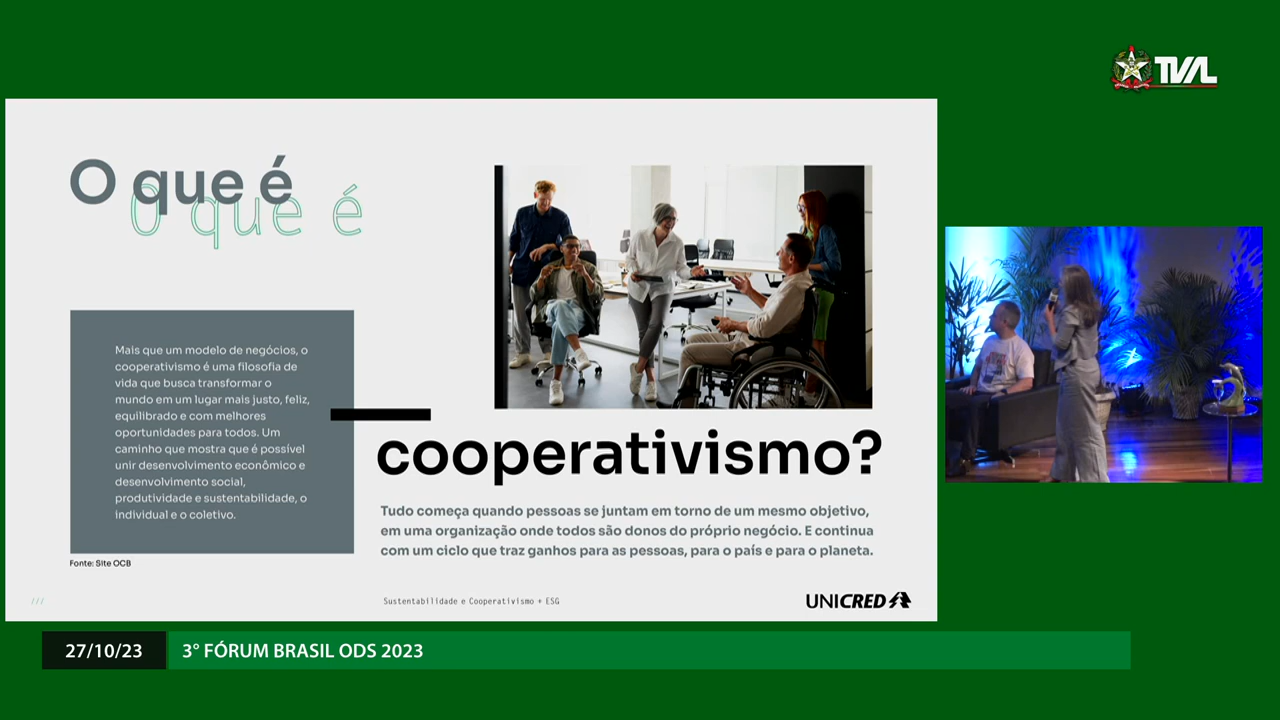 TVAL
O que é
O que é
Mais que um modelo de negócios, o
cooperativismo é uma filosofia de
vida que busca transformar o
mundo em um lugar mais justo, feliz,
equilibrado e com melhores
oportunidades para todos. Um
caminho que mostra que é possível
unir desenvolvimento econômico e
desenvolvimento social,
produtividade e sustentabilidade, o
individual e o coletivo.
Fonte: Site OCB
cooperativismo?
Tudo começa quando pessoas se juntam em torno de um mesmo objetivo,
em uma organização onde todos são donos do próprio negócio. E continua
com um ciclo que traz ganhos para as pessoas, para o país e para o planeta.
///
Sustentabilidade e Cooperativismo + ESG
UNICRED
27/10/23
3° FÓRUM BRASIL ODS 2023